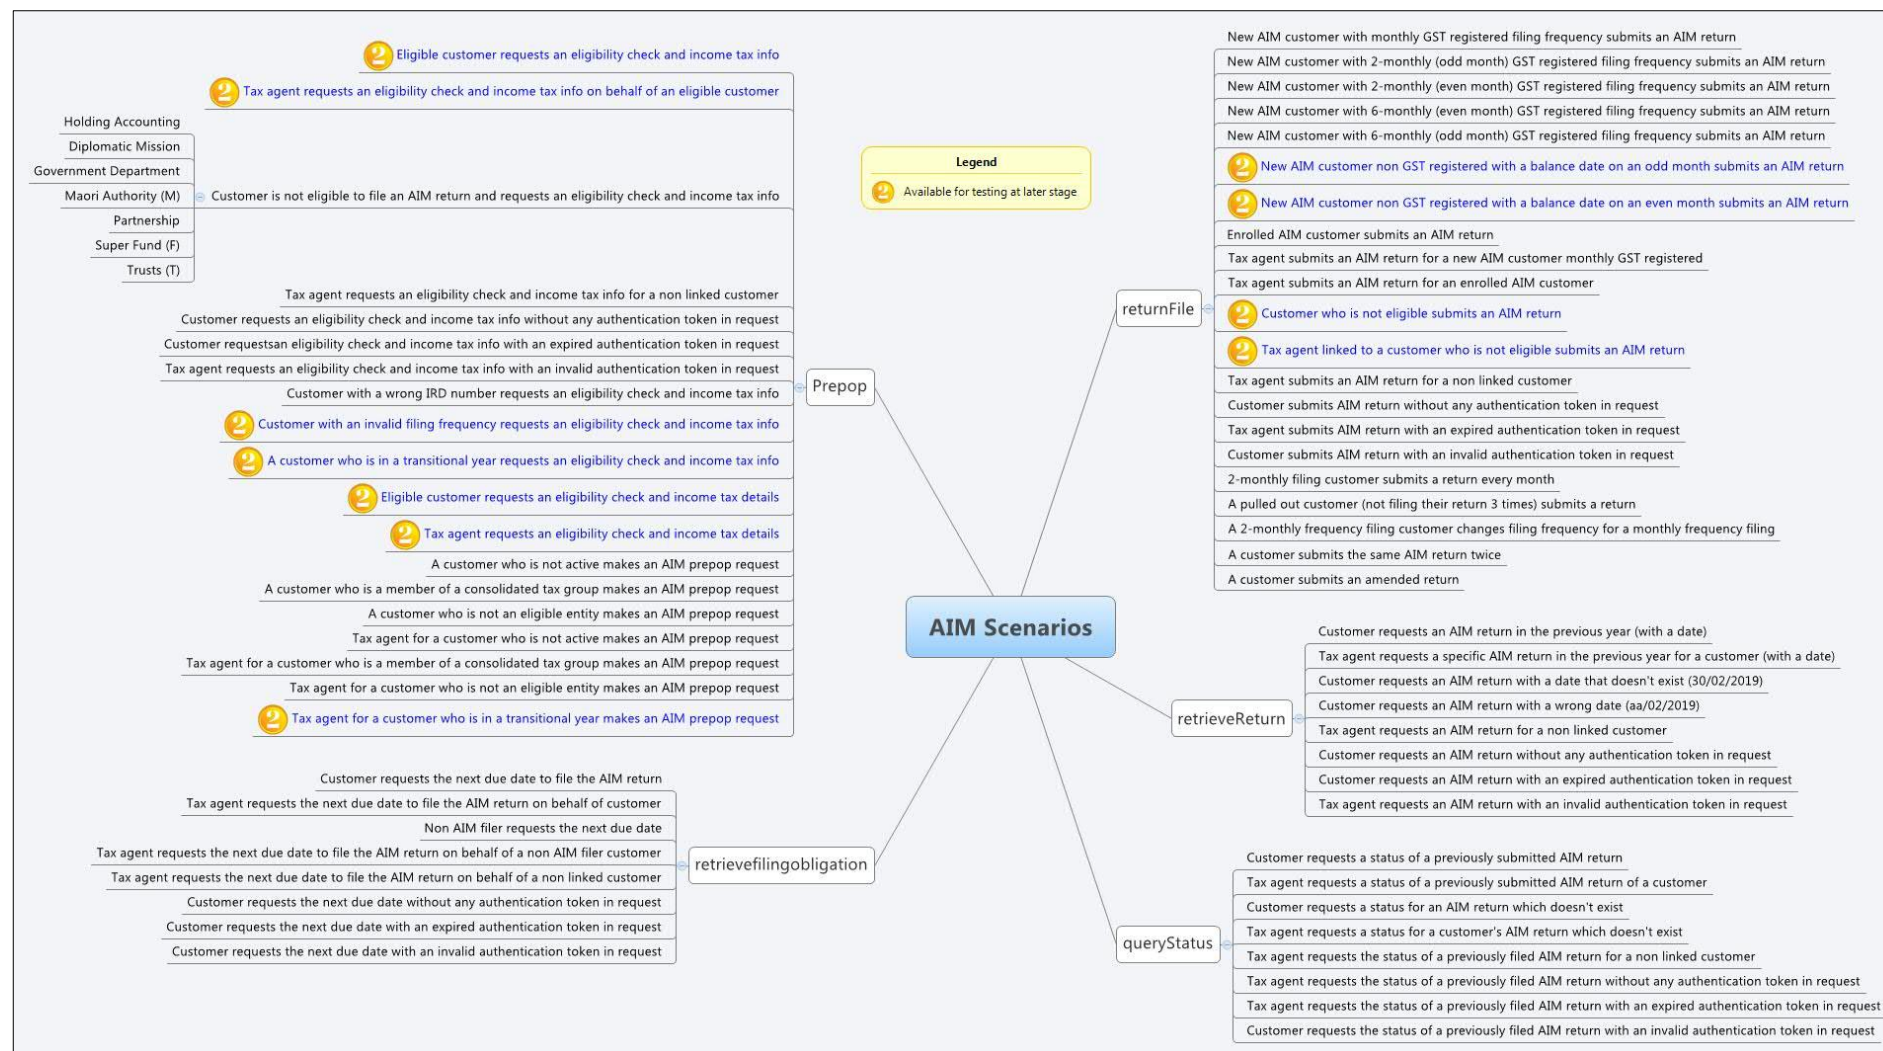 AIM Scenarios
Legend
2 Available for testing at later stage
Prepop
2 Eligible customer requests an eligibility check and income tax info
2 Tax agent requests an eligibility check and income tax info on behalf of an eligible customer
Customer is not eligible to file an AIM return and requests an eligibility check and income tax info
Holding Accounting
Diplomatic Mission
Government Department
Maori Authority (M)
Partnership
Super Fund (F)
Trusts (T)
Tax agent requests an eligibility check and income tax info for a non linked customer
Customer requests an eligibility check and income tax info without any authentication token in request
Customer requestsan eligibility check and income tax info with an expired authentication token in request
Tax agent requests an eligibility check and income tax info with an invalid authentication token in request
Customer with a wrong IRD number requests an eligibility check and income tax info
2 Customer with an invalid filing frequency requests an eligibility check and income tax info
2 A customer who is in a transitional year requests an eligibility check and income tax info
2 Eligible customer requests an eligibility check and income tax details
2 Tax agent requests an eligibility check and income tax details
A customer who is not active makes an AIM prepop request
A customer who is a member of a consolidated tax group makes an AIM prepop request
A customer who is not an eligible entity makes an AIM prepop request
Tax agent for a customer who is not active makes an AIM prepop request
Tax agent for a customer who is a member of a consolidated tax group makes an AIM prepop request
Tax agent for a customer who is not an eligible entity makes an AIM prepop request
2 Tax agent for a customer who is in a transitional year makes an AIM prepop request
retrievefilingobligation
Customer requests the next due date to file the AIM return
Tax agent requests the next due date to file the AIM return on behalf of customer
Non AIM filer requests the next due date
Tax agent requests the next due date to file the AIM return on behalf of a non AIM filer customer
Tax agent requests the next due date to file the AIM return on behalf of a non linked customer
Customer requests the next due date without any authentication token in request
Customer requests the next due date with an expired authentication token in request
Customer requests the next due date with an invalid authentication token in request
returnFile
New AIM customer with monthly GST registered filing frequency submits an AIM return
New AIM customer with 2-monthly (odd month) GST registered filing frequency submits an AIM return
New AIM customer with 2-monthly (even month) GST registered filing frequency submits an AIM return
New AIM customer with 6-monthly (even month) GST registered filing frequency submits an AIM return
New AIM customer with 6-monthly (odd month) GST registered filing frequency submits an AIM return
2 New AIM customer non GST registered with a balance date on an odd month submits an AIM return
2 New AIM customer non GST registered with a balance date on an even month submits an AIM return
Enrolled AIM customer submits an AIM return
Tax agent submits an AIM return for a new AIM customer monthly GST registered
Tax agent submits an AIM return for an enrolled AIM customer
2 Customer who is not eligible submits an AIM return
2 Tax agent linked to a customer who is not eligible submits an AIM return
Tax agent submits an AIM return for a non linked customer
Customer submits AIM return without any authentication token in request
Tax agent submits AIM return with an expired authentication token in request
Customer submits AIM return with an invalid authentication token in request
2-monthly filing customer submits a return every month
A pulled out customer (not filing their return 3 times) submits a return
A 2-monthly frequency filing customer changes filing frequency for a monthly frequency filing
A customer submits the same AIM return twice
A customer submits an amended return
retrieveReturn
Customer requests an AIM return in the previous year (with a date)
Tax agent requests a specific AIM return in the previous year for a customer (with a date)
Customer requests an AIM return with a date that doesn't exist (30/02/2019)
Customer requests an AIM return with a wrong date (aa/02/2019)
Tax agent requests an AIM return for a non linked customer
Customer requests an AIM return without any authentication token in request
Customer requests an AIM return with an expired authentication token in request
Tax agent requests an AIM return with an invalid authentication token in request
queryStatus
Customer requests a status of a previously submitted AIM return
Tax agent requests a status of a previously submitted AIM return of a customer
Customer requests a status for an AIM return which doesn't exist
Tax agent requests a status for a customer's AIM return which doesn't exist
Tax agent requests the status of a previously filed AIM return for a non linked customer
Tax agent requests the status of a previously filed AIM return without any authentication token in request
Tax agent requests the status of a previously filed AIM return with an expired authentication token in request
Customer requests the status of a previously filed AIM return with an invalid authentication token in request